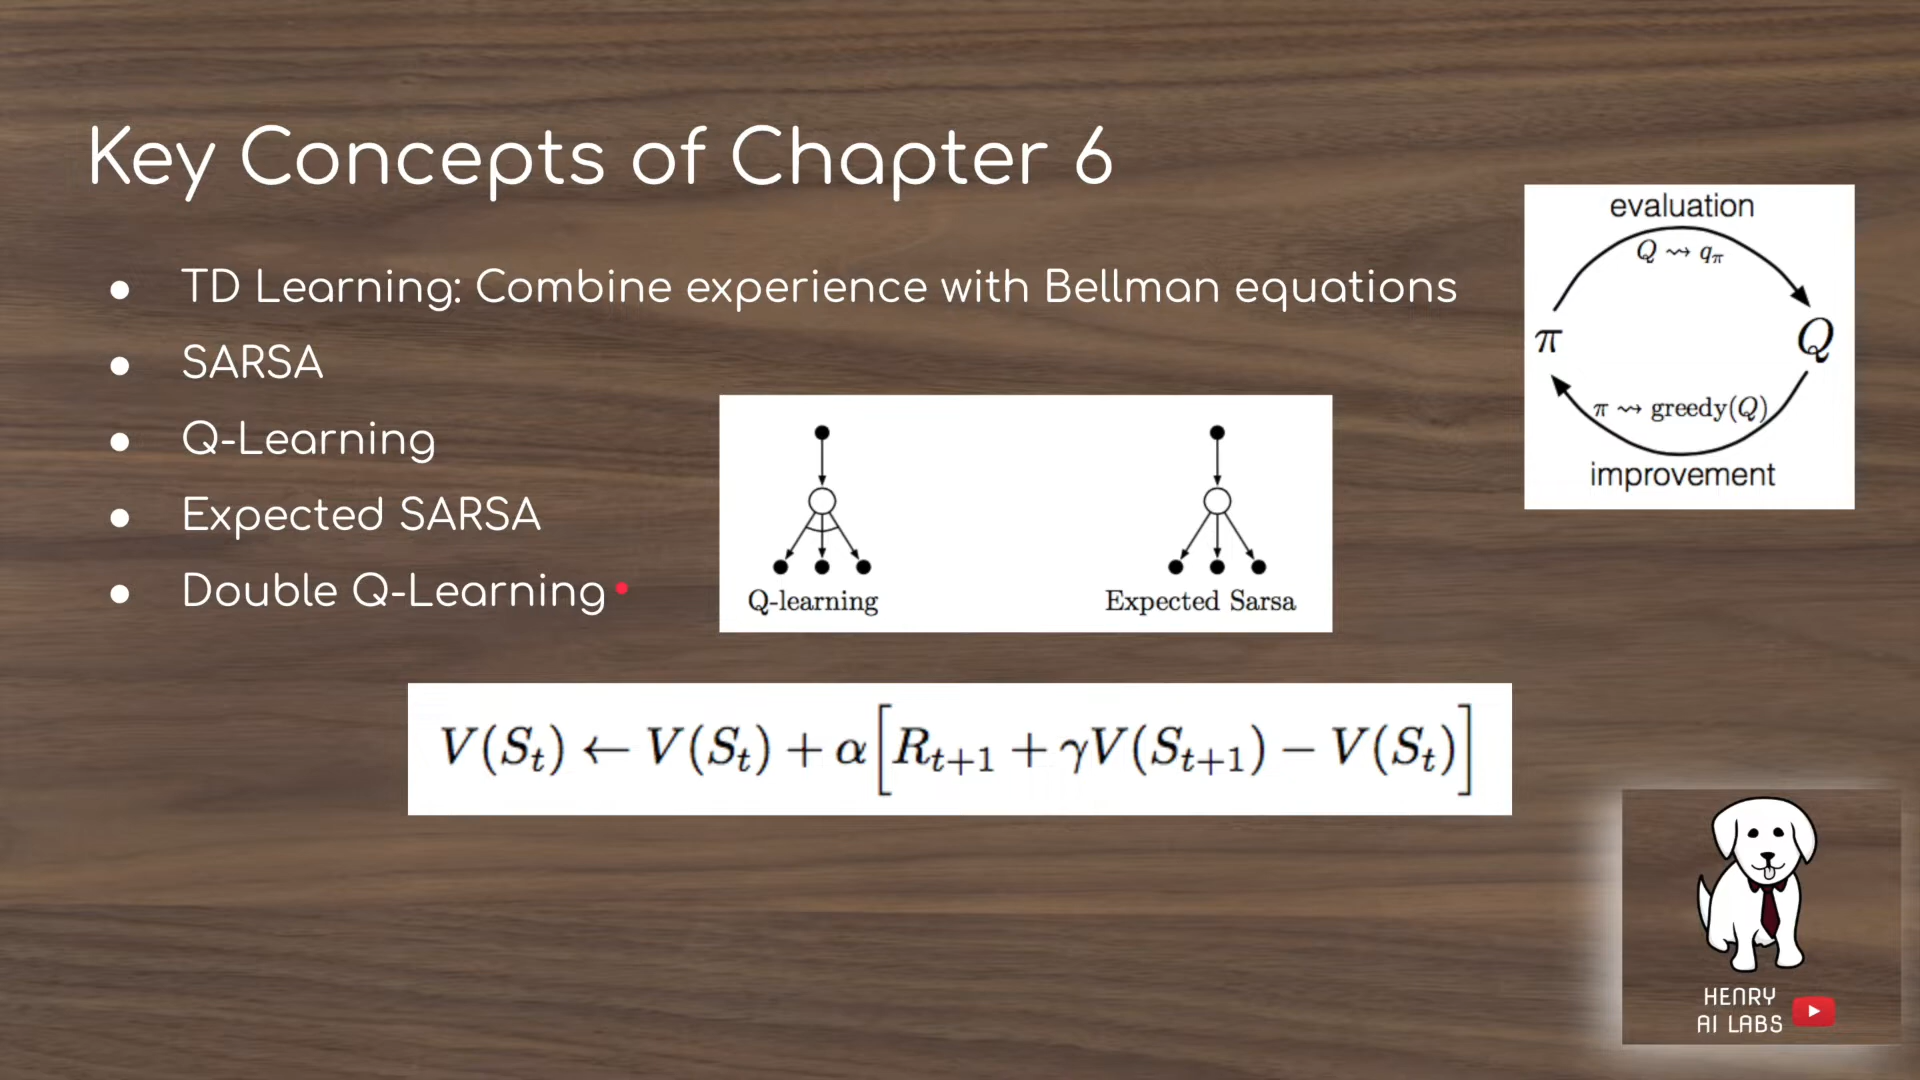 Key Concepts of Chapter 6
● TD Learning: Combine experience with Bellman equations
● SARSA
● Q-Learning
● Expected SARSA
● Double Q-Learning
evaluation
Q ⇝ qπ
π Q
π ⇝ greedy(Q)
improvement
Q-learning Expected Sarsa
V(S_t) ← V(S_t) + α[R_{t+1} + γV(S_{t+1}) − V(S_t)]
HENRY
AI LABS